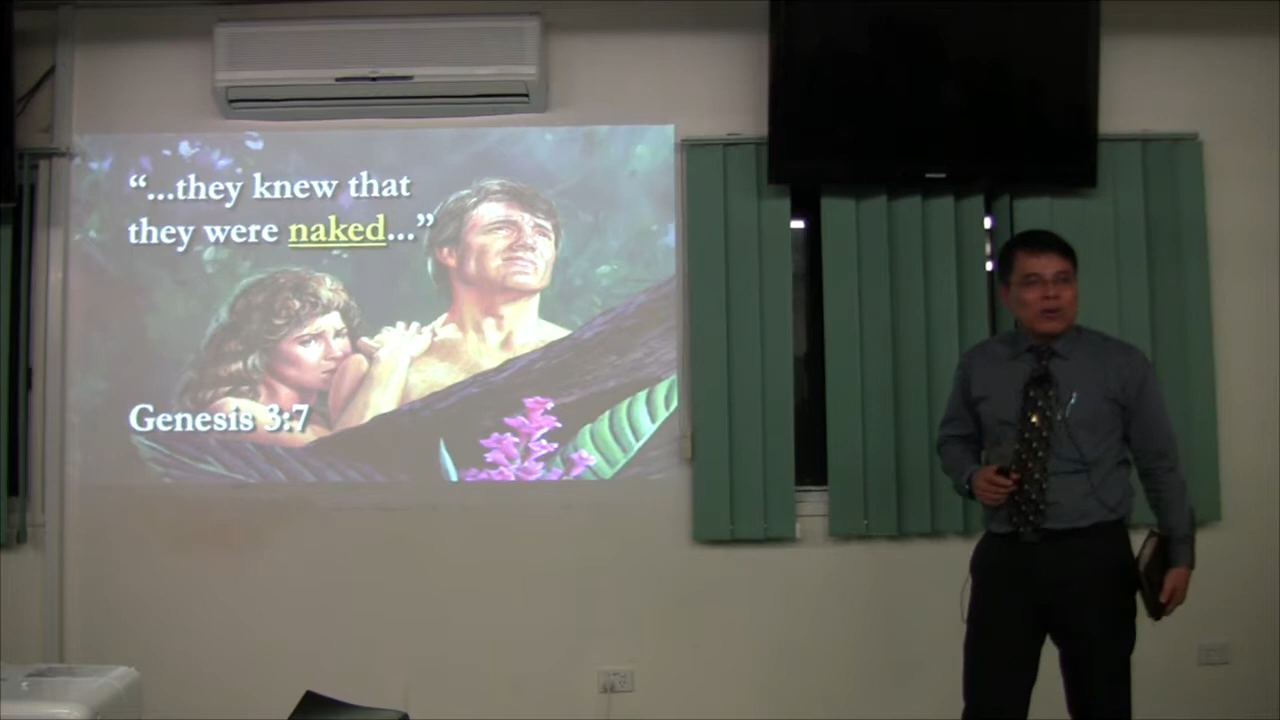 “...they knew that
they were naked...”
Genesis 3:7